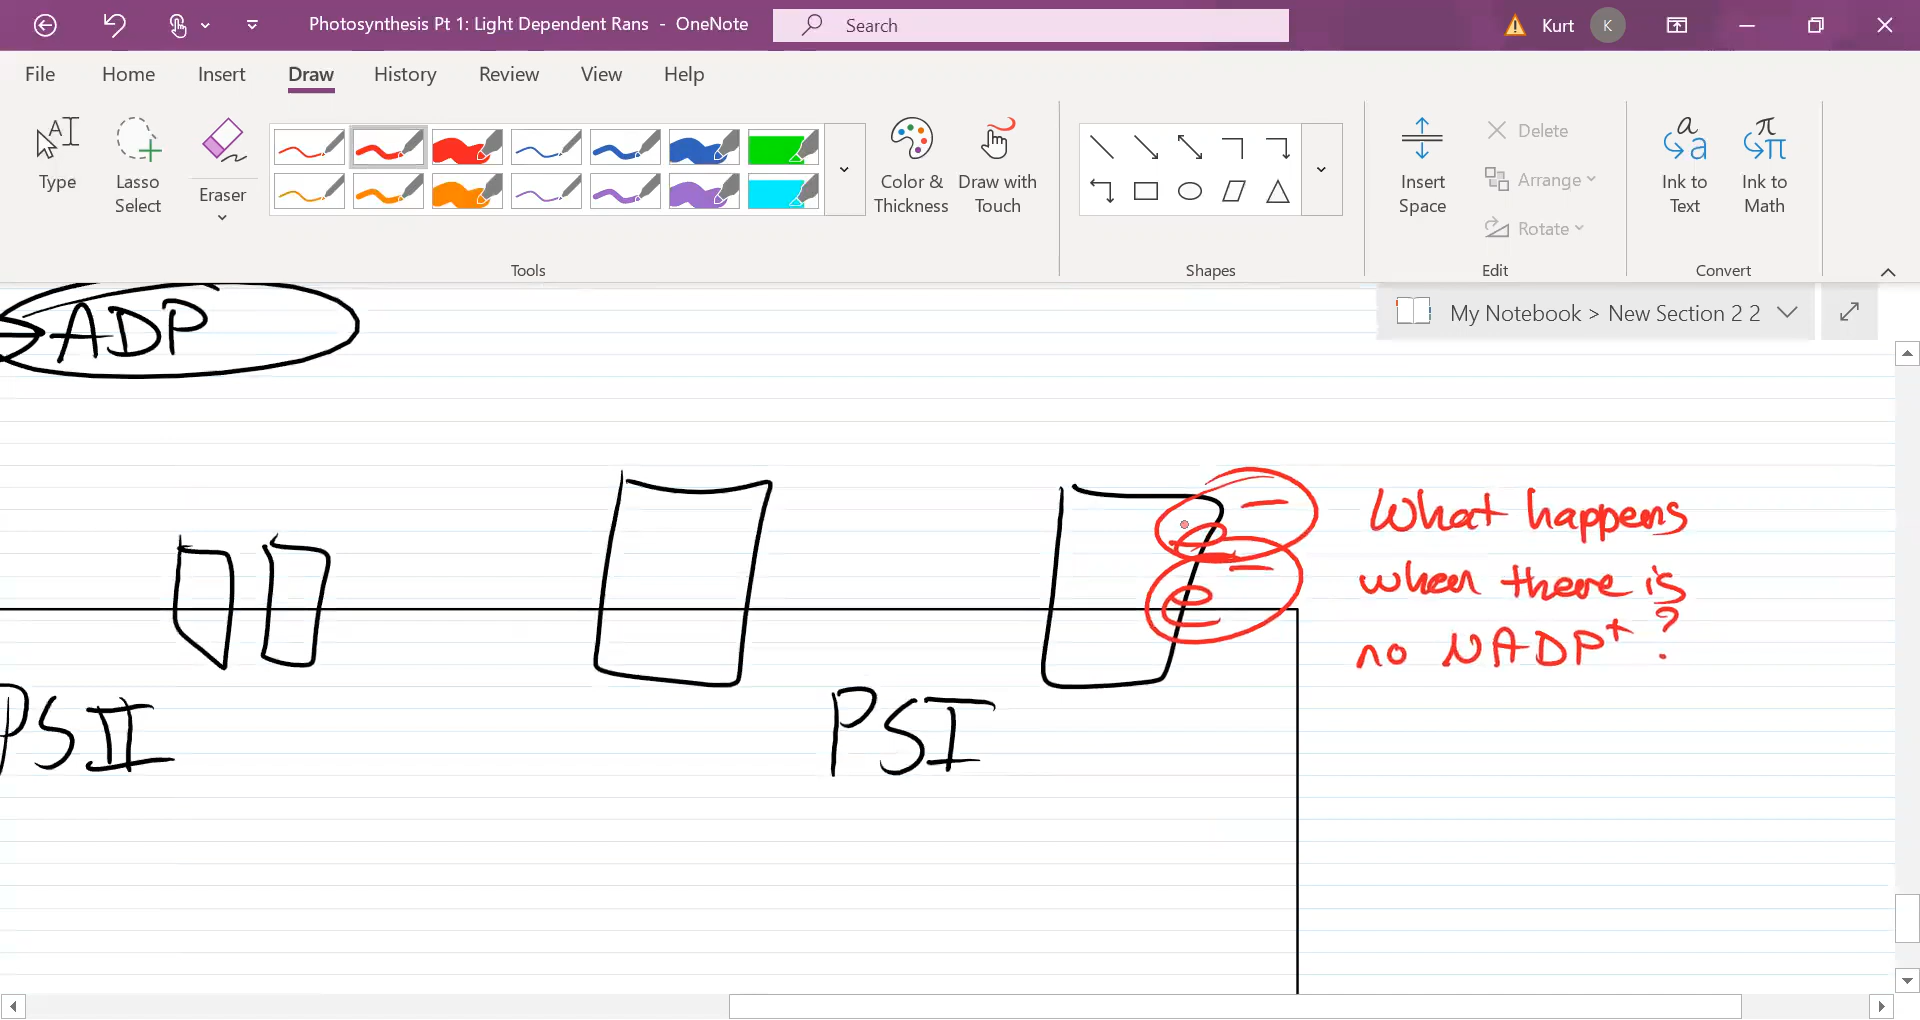 Photosynthesis Pt 1: Light Dependent Rans - OneNote
Search
Kurt
K
File Home Insert Draw History Review View Help
Type
Lasso Select
Eraser
Color & Thickness
Draw with Touch
Insert Space
Delete
Arrange
Rotate
Ink to Text
Ink to Math
Tools
Shapes
Edit
Convert
My Notebook > New Section 2 2
ADP
e-
e-
What happens
when there is
no NADP+ ?
PSII
PSI